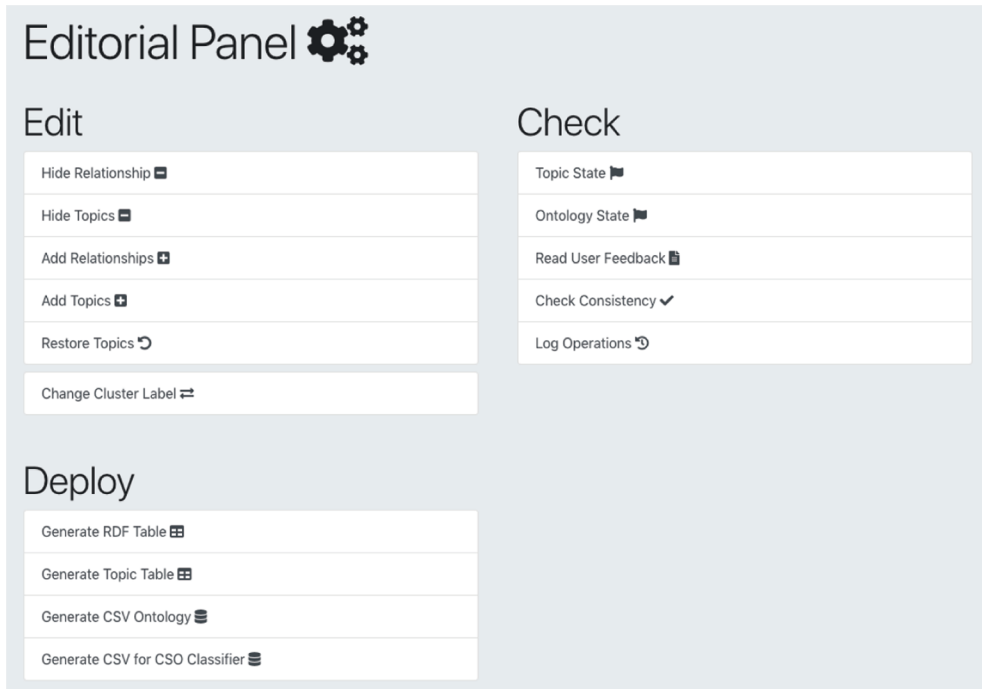 Editorial Panel
Edit
Hide Relationship
Hide Topics
Add Relationships
Add Topics
Restore Topics
Change Cluster Label
Check
Topic State
Ontology State
Read User Feedback
Check Consistency
Log Operations
Deploy
Generate RDF Table
Generate Topic Table
Generate CSV Ontology
Generate CSV for CSO Classifier